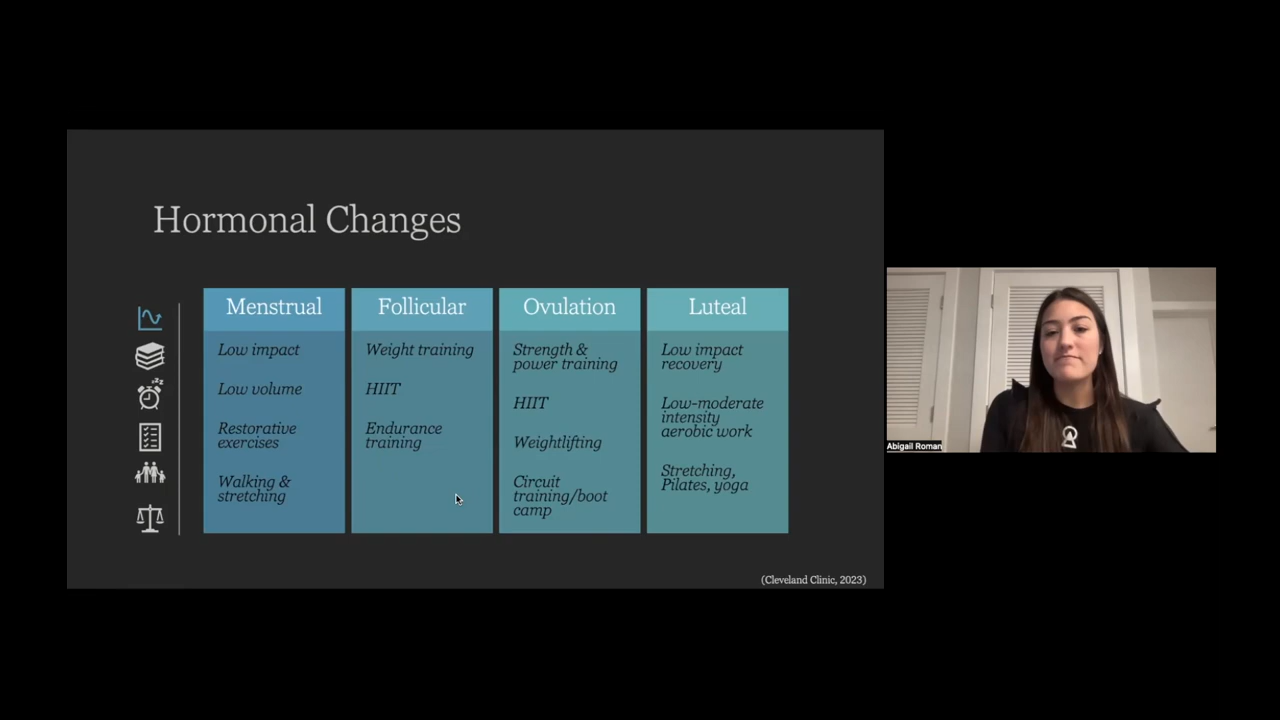 Hormonal Changes
Menstrual
Low impact
Low volume
Restorative
exercises
Walking &
stretching
Follicular
Weight training
HIIT
Endurance
training
Ovulation
Strength &
power training
HIIT
Weightlifting
Circuit
training/boot
camp
Luteal
Low impact
recovery
Low-moderate
intensity
aerobic work
Stretching,
Pilates, yoga
(Cleveland Clinic, 2023)
Abigail Roman